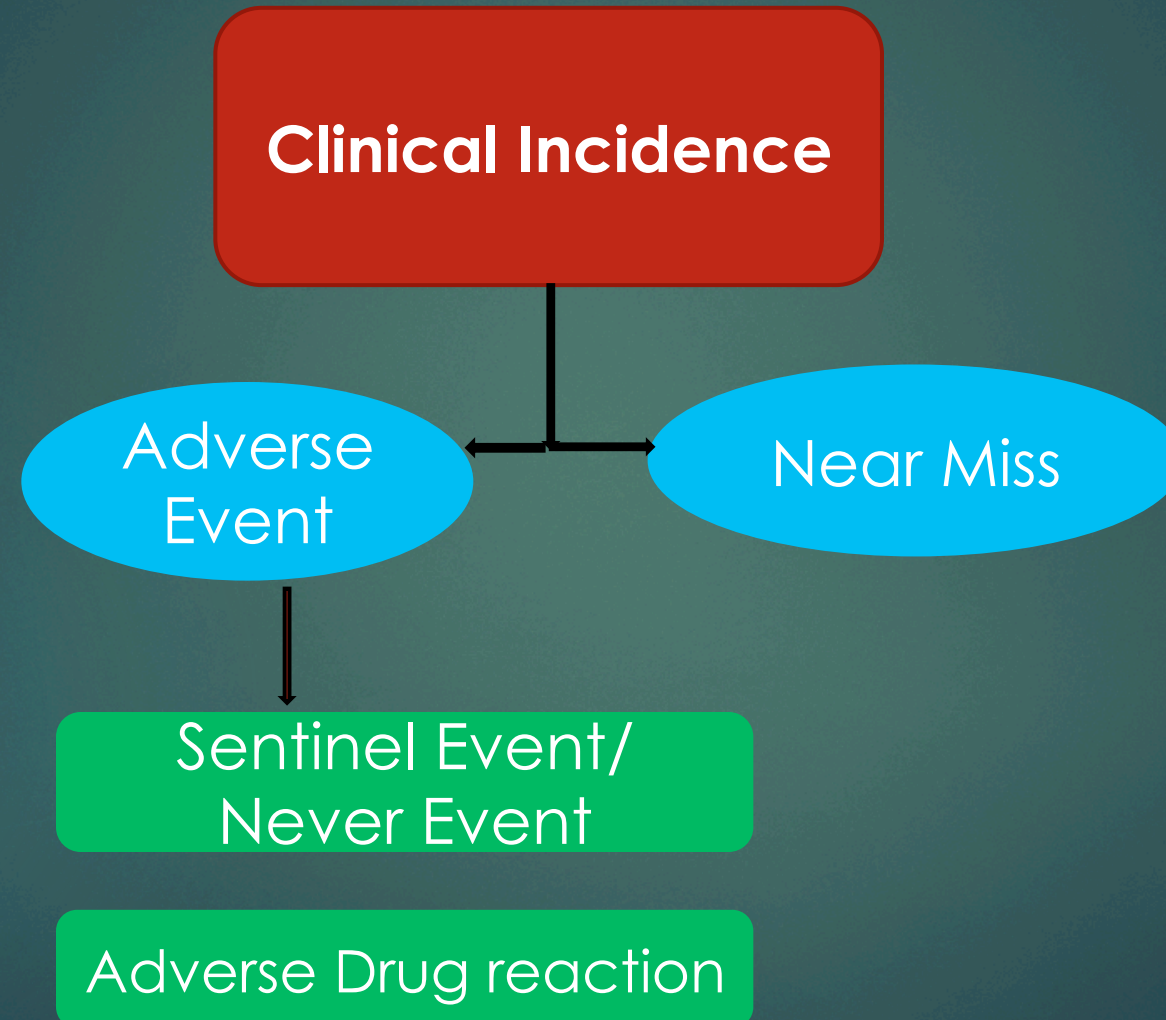 Clinical Incidence
Adverse
Event
Near Miss
Sentinel Event/
Never Event
Adverse Drug reaction